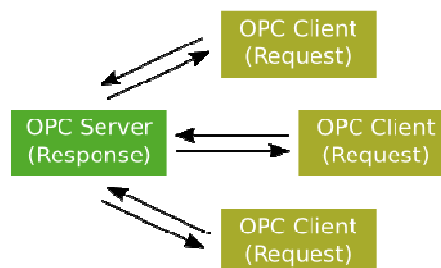 OPC Client
(Request)
OPC Server
(Response)
OPC Client
(Request)
OPC Client
(Request)